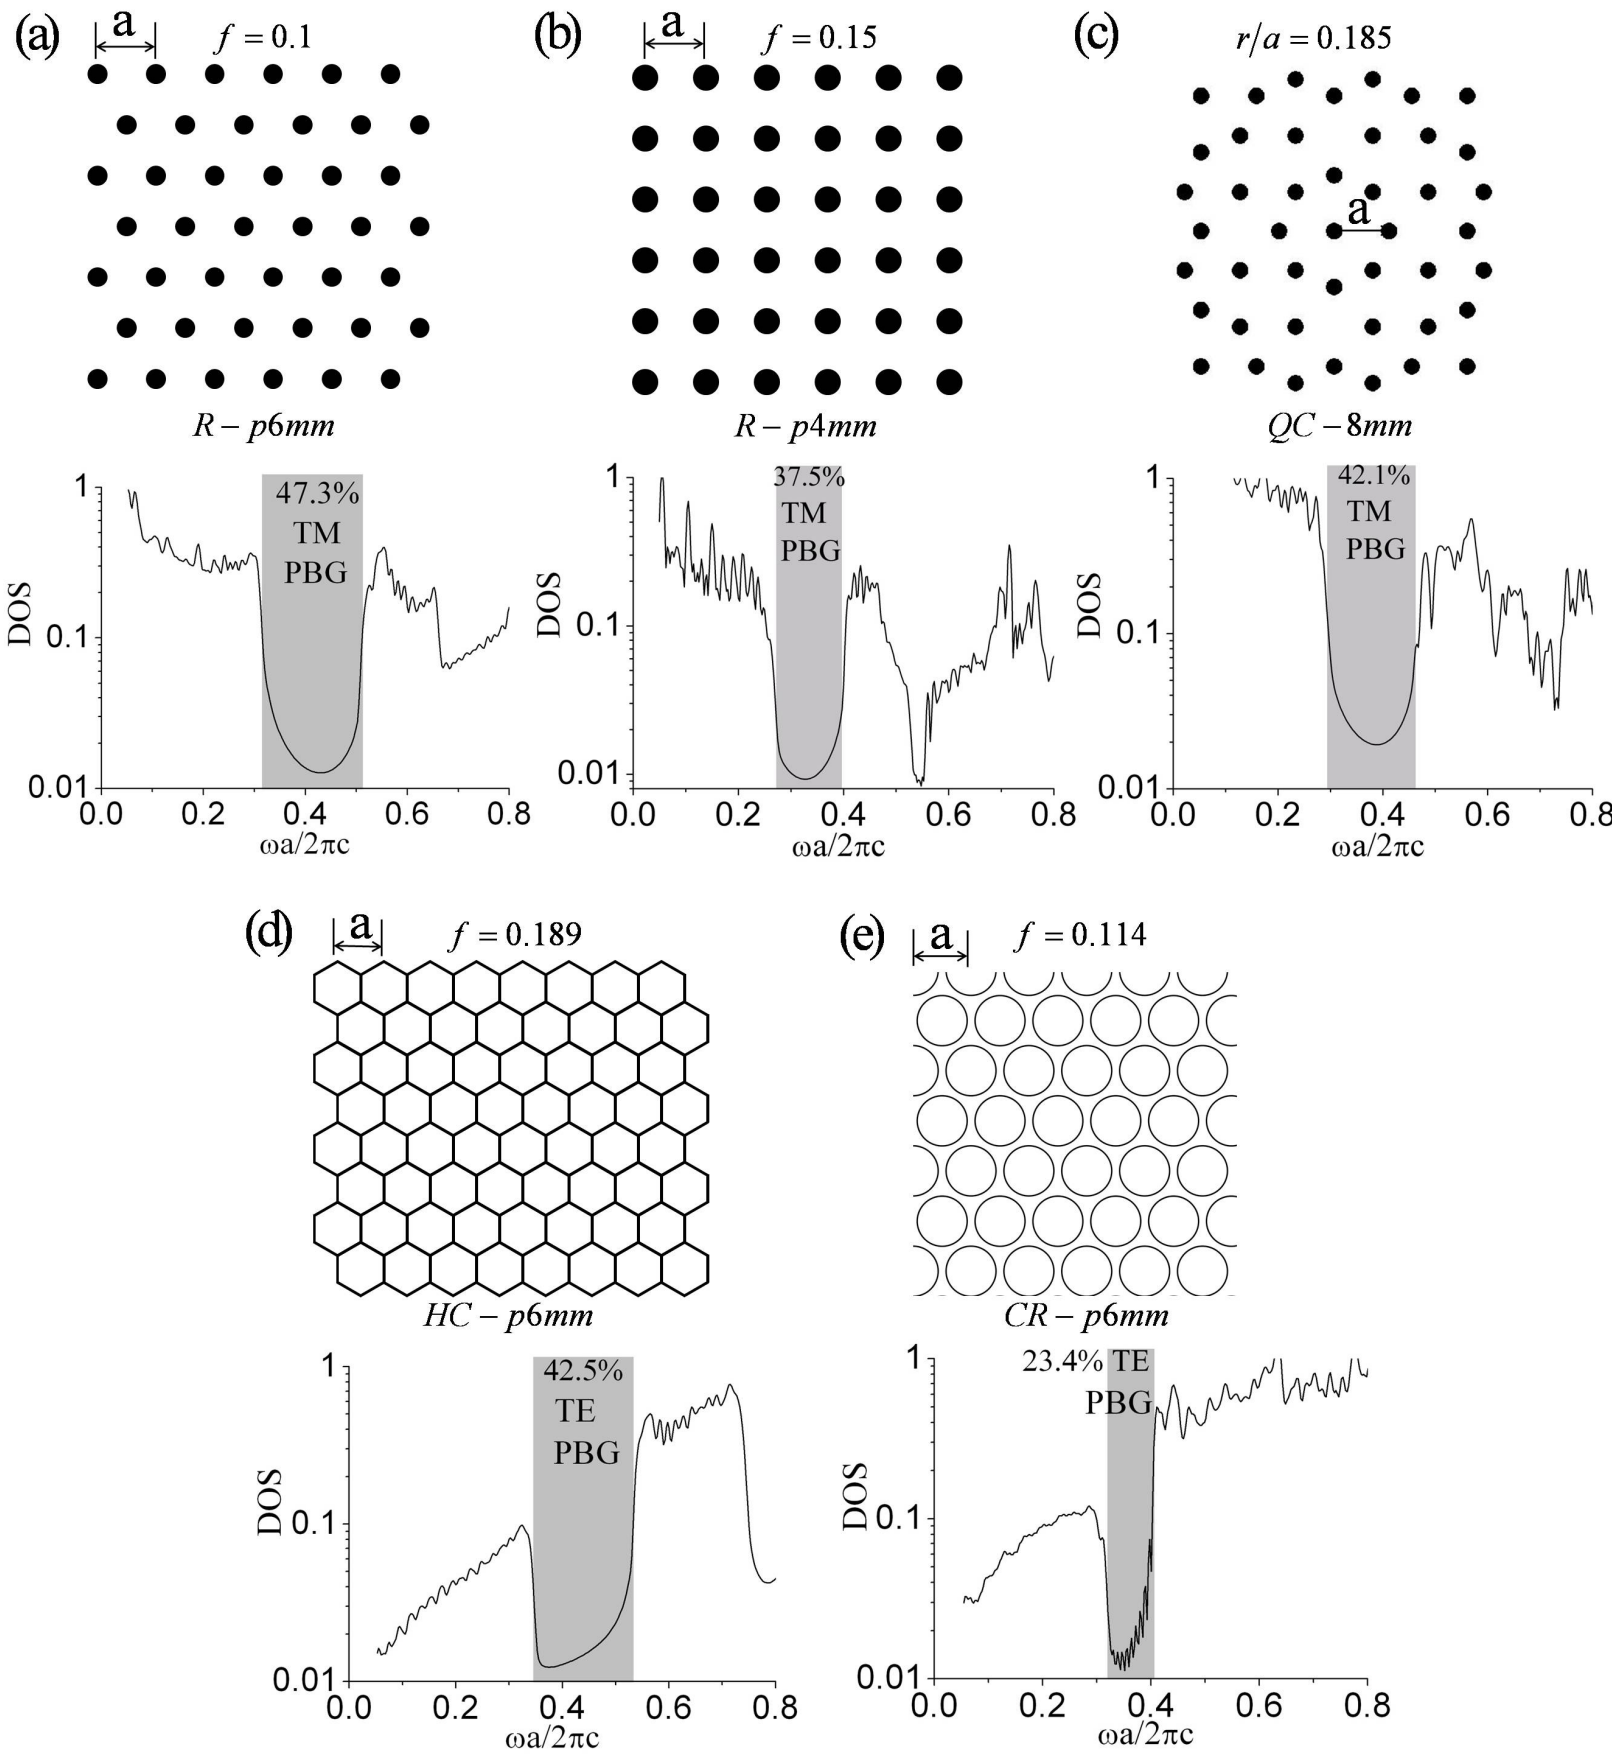 (a) a f = 0.1
R – p6mm
47.3%
TM
PBG
1
0.1
0.01
DOS
0.0 0.2 0.4 0.6 0.8
ωa/2πc
(b) a f = 0.15
R – p4mm
37.5%
TM
PBG
1
0.1
0.01
DOS
0.0 0.2 0.4 0.6 0.8
ωa/2πc
(c) r/a = 0.185
a
QC – 8mm
42.1%
TM
PBG
1
0.1
0.01
DOS
0.0 0.2 0.4 0.6 0.8
ωa/2πc
(d) a f = 0.189
HC – p6mm
42.5%
TE
PBG
1
0.1
0.01
DOS
0.0 0.2 0.4 0.6 0.8
ωa/2πc
(e) a f = 0.114
CR – p6mm
23.4% TE
PBG
1
0.1
0.01
DOS
0.0 0.2 0.4 0.6 0.8
ωa/2πc